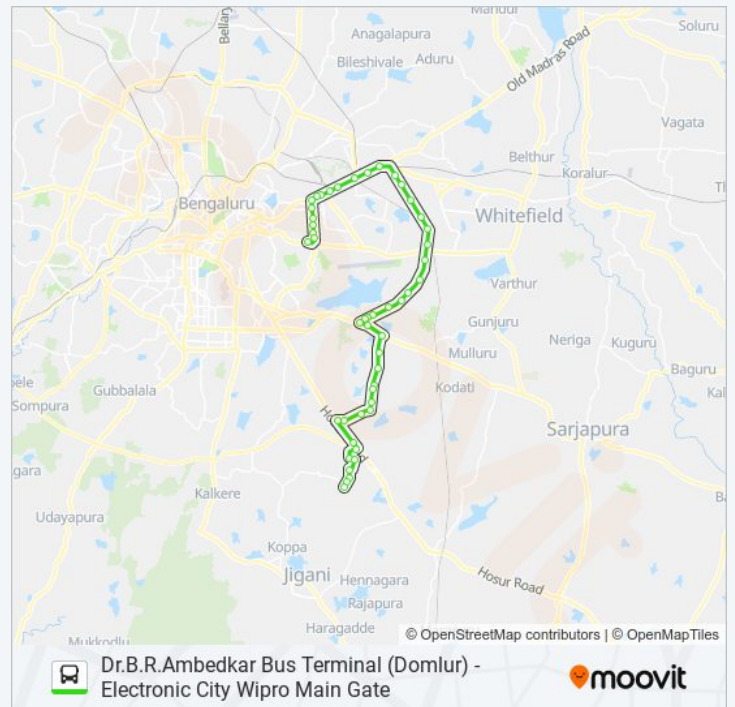 Mandur
Soluru
Bellary
Anagalapura
Bileshivale
Aduru
Old Madras Road
Vagata
Belthur
Koralur
Bengaluru
Whitefield
Varthur
Gunjuru
Neriga
Kuguru
Mulluru
Baguru
Kodati
Gubbalala
Sompura
Sarjapura
Kalkere
Udayapura
Koppa
Jigani
Hennagara
Hosur Road
Rajapura
Haragadde
Mukkodlu
© OpenStreetMap contributors | © OpenMapTiles
Dr.B.R.Ambedkar Bus Terminal (Domlur) -
Electronic City Wipro Main Gate
moovit